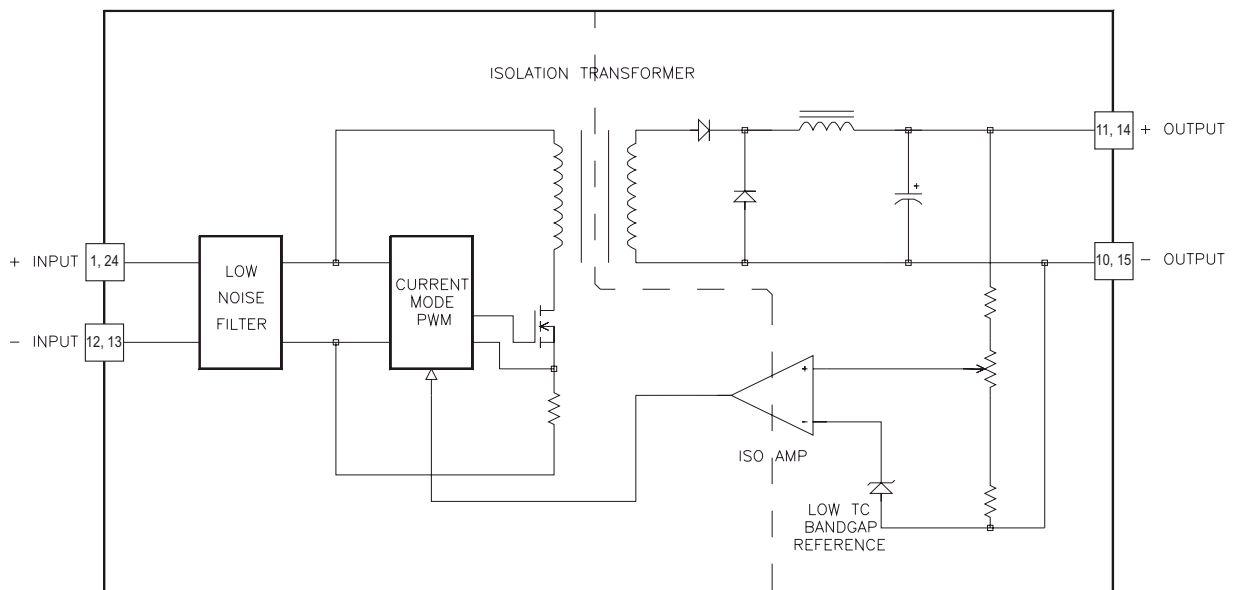 ISOLATION TRANSFORMER
11, 14 + OUTPUT
+ INPUT 1, 24
LOW
NOISE
FILTER
CURRENT
MODE
PWM
10, 15 − OUTPUT
− INPUT 12, 13
+
+
-
ISO AMP
LOW TC
BANDGAP
REFERENCE